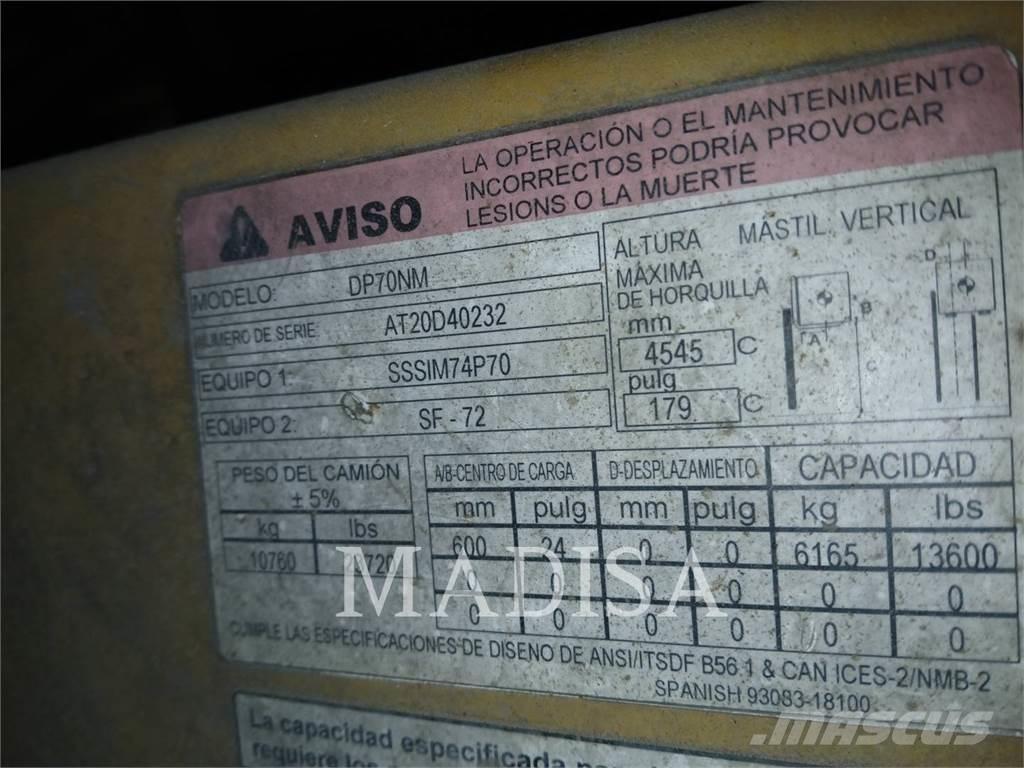 AVISO
LA OPERACIÓN O EL MANTENIMIENTO
INCORRECTOS PODRÍA PROVOCAR
LESIONS O LA MUERTE
MODELO: DP70NM
NUMERO DE SERIE: AT20D40232
EQUIPO 1: SSSIM74P70
EQUIPO 2: SF - 72
ALTURA MÁXIMA DE HORQUILLA
MÁSTIL: VERTICAL
mm
4545 C
pulg
179 C
A B C D
PESO DEL CAMIÓN
± 5%
kg lbs
10760
A/B-CENTRO DE CARGA D-DESPLAZAMIENTO CAPACIDAD
mm pulg mm pulg kg lbs
600 24 0 0 6165 13600
0 0 0 0 0 0
0 0 0 0 0 0
CUMPLE LAS ESPECIFICACIONES DE DISENO DE ANSI/ITSDF B56.1 & CAN ICES-2/NMB-2
SPANISH 93083-18100
La capacidad especificada
requiere los
MADISA
MASCUS